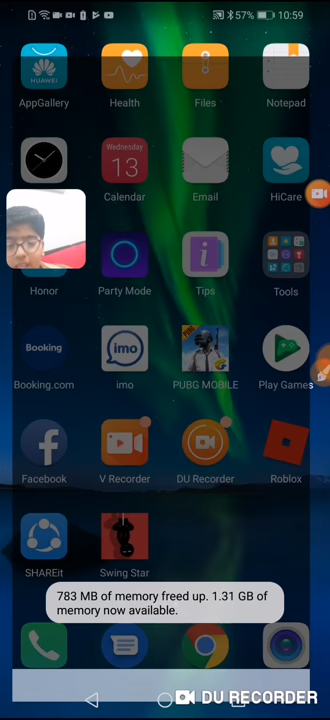 57% 10:59
HUAWEI
AppGallery Health Files Notepad
Wednesday
13
Calendar Email HiCare
Honor Party Mode Tips Tools
Booking
FREE
Booking.com imo PUBG MOBILE Play Games
imo
Facebook V Recorder DU Recorder Roblox
SHAREit Swing Star
783 MB of memory freed up. 1.31 GB of
memory now available.
DU RECORDER